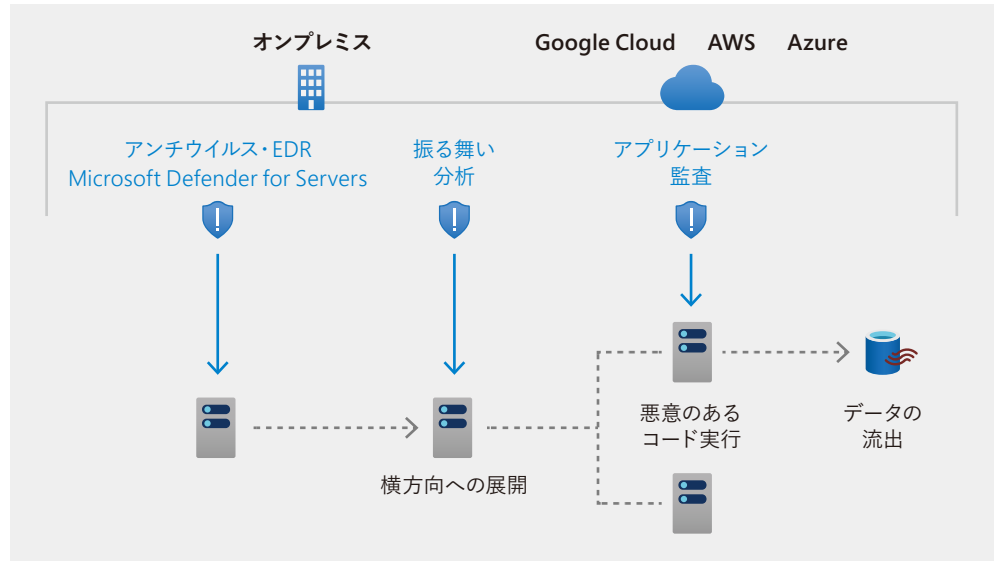 オンプレミス
Google Cloud AWS Azure
アンチウイルス・EDR
Microsoft Defender for Servers
振る舞い
分析
アプリケーション
監査
横方向への展開
悪意のある
コード実行
データの
流出